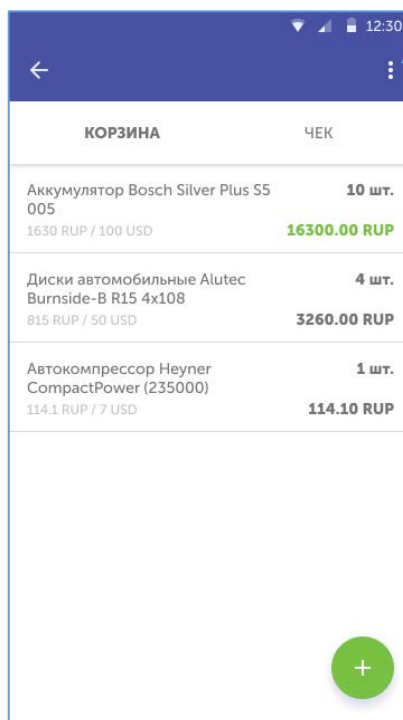 12:30
КОРЗИНА ЧЕК
Аккумулятор Bosch Silver Plus S5 10 шт.
005
1630 RUP / 100 USD 16300.00 RUP
Диски автомобильные Alutec 4 шт.
Burnside-B R15 4x108
815 RUP / 50 USD 3260.00 RUP
Автокомпрессор Heyner 1 шт.
CompactPower (235000)
114.1 RUP / 7 USD 114.10 RUP
+